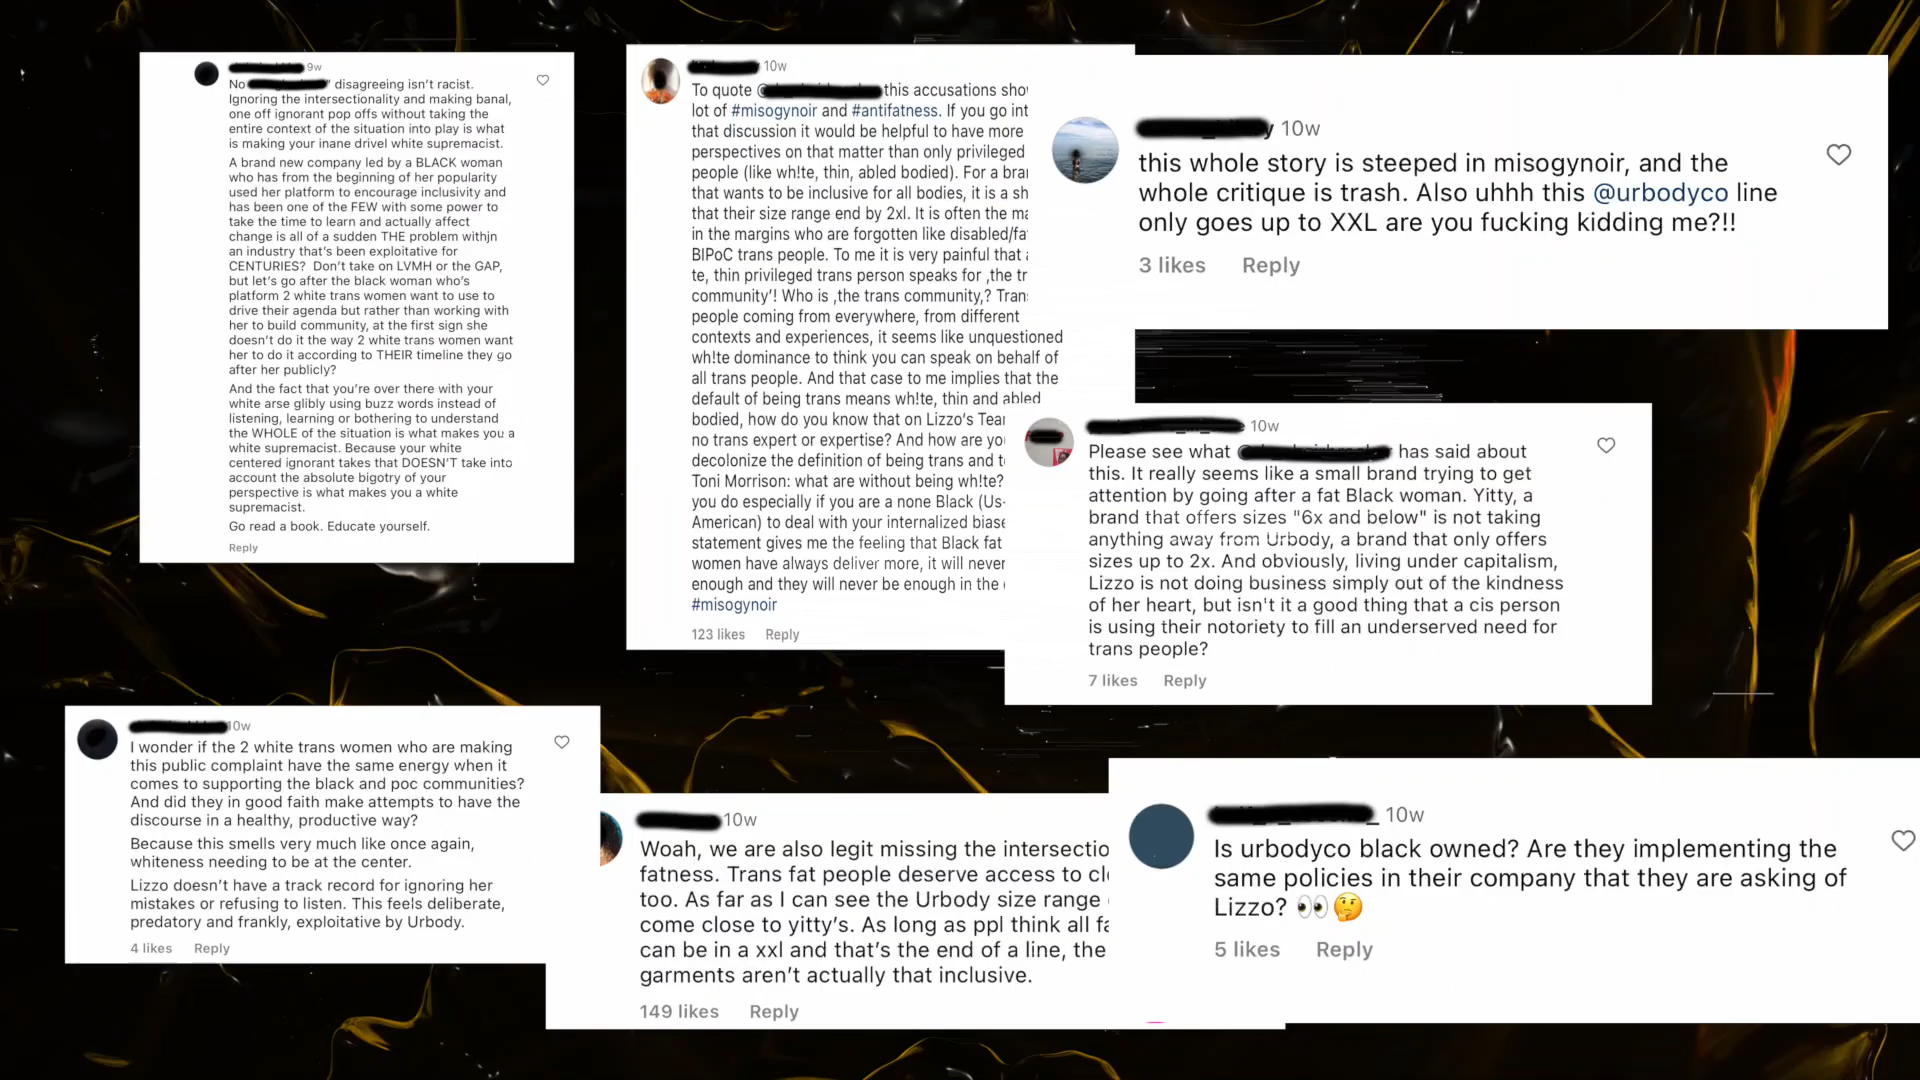 9w
No disagreeing isn't racist.
Ignoring the intersectionality and making banal,
one off ignorant pop offs without taking the
entire context of the situation into play is what
is making your inane drivel white supremacist.
A brand new company led by a BLACK woman
who has from the beginning of her popularity
used her platform to encourage inclusivity and
has been one of the FEW with some power to
take the time to learn and actually affect
change is all of a sudden THE problem withjn
an industry that's been exploitative for
CENTURIES? Don't take on LVMH or the GAP,
but let's go after the black woman who's
platform 2 white trans women want to use to
drive their agenda but rather than working with
her to build community, at the first sign she
doesn't do it the way 2 white trans women want
her to do it according to THEIR timeline they go
after her publicly?
And the fact that you're over there with your
white arse glibly using buzz words instead of
listening, learning or bothering to understand
the WHOLE of the situation is what makes you a
white supremacist. Because your white
centered ignorant takes that DOESN'T take into
account the absolute bigotry of your
perspective is what makes you a white
supremacist.
Go read a book. Educate yourself.
Reply
10w
To quote @ this accusations
lot of #misogynoir and #antifatness. If you go
that discussion it would be helpful to have more
perspectives on that matter than only privileged
people (like wh!te, thin, abled bodied). For a
that wants to be inclusive for all bodies, it is a
that their size range end by 2xl. It is often the
in the margins who are forgotten like
BIPoC trans people. To me it is very painful that
te, thin privileged trans person speaks for ,the
community'! Who is ,the trans community,?
people coming from everywhere, from different
contexts and experiences, it seems like unquestioned
wh!te dominance to think you can speak on behalf of
all trans people. And that case to me implies that the
default of being trans means wh!te, thin and abled
bodied, how do you know that on Lizzo's
no trans expert or expertise? And how are
decolonize the definition of being trans and
Toni Morrison: what are without being wh!te?
you do especially if you are a none Black (Us-
American) to deal with your internalized
statement gives me the feeling that Black fat
women have always deliver more, it will never
enough and they will never be enough in the
#misogynoir
123 likes Reply
10w
this whole story is steeped in misogynoir, and the
whole critique is trash. Also uhhh this @urbodyco line
only goes up to XXL are you fucking kidding me?!!
3 likes Reply
10w
Please see what has said about
this. It really seems like a small brand trying to get
attention by going after a fat Black woman. Yitty, a
brand that offers sizes "6x and below" is not taking
anything away from Urbody, a brand that only offers
sizes up to 2x. And obviously, living under capitalism,
Lizzo is not doing business simply out of the kindness
of her heart, but isn't it a good thing that a cis person
is using their notoriety to fill an underserved need for
trans people?
7 likes Reply
10w
I wonder if the 2 white trans women who are making
this public complaint have the same energy when it
comes to supporting the black and poc communities?
And did they in good faith make attempts to have the
discourse in a healthy, productive way?
Because this smells very much like once again,
whiteness needing to be at the center.
Lizzo doesn't have a track record for ignoring her
mistakes or refusing to listen. This feels deliberate,
predatory and frankly, exploitative by Urbody.
4 likes Reply
10w
Woah, we are also legit missing the
fatness. Trans fat people deserve access to
too. As far as I can see the Urbody size range
come close to yitty's. As long as ppl think all
can be in a xxl and that's the end of a line, the
garments aren't actually that inclusive.
149 likes Reply
10w
Is urbodyco black owned? Are they implementing the
same policies in their company that they are asking of
Lizzo? 👀🤔
5 likes Reply